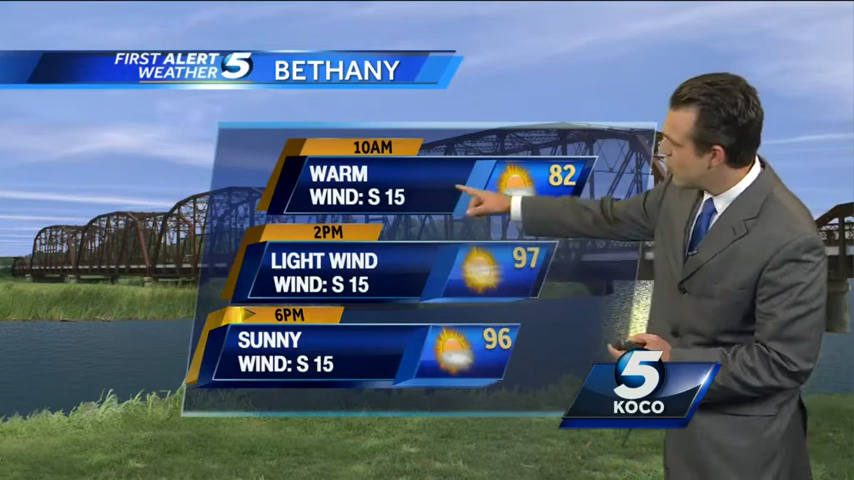 FIRST ALERT
WEATHER 5
BETHANY
10AM
WARM
WIND: S 15
82
2PM
LIGHT WIND
WIND: S 15
97
6PM
SUNNY
WIND: S 15
96
5
KOCO